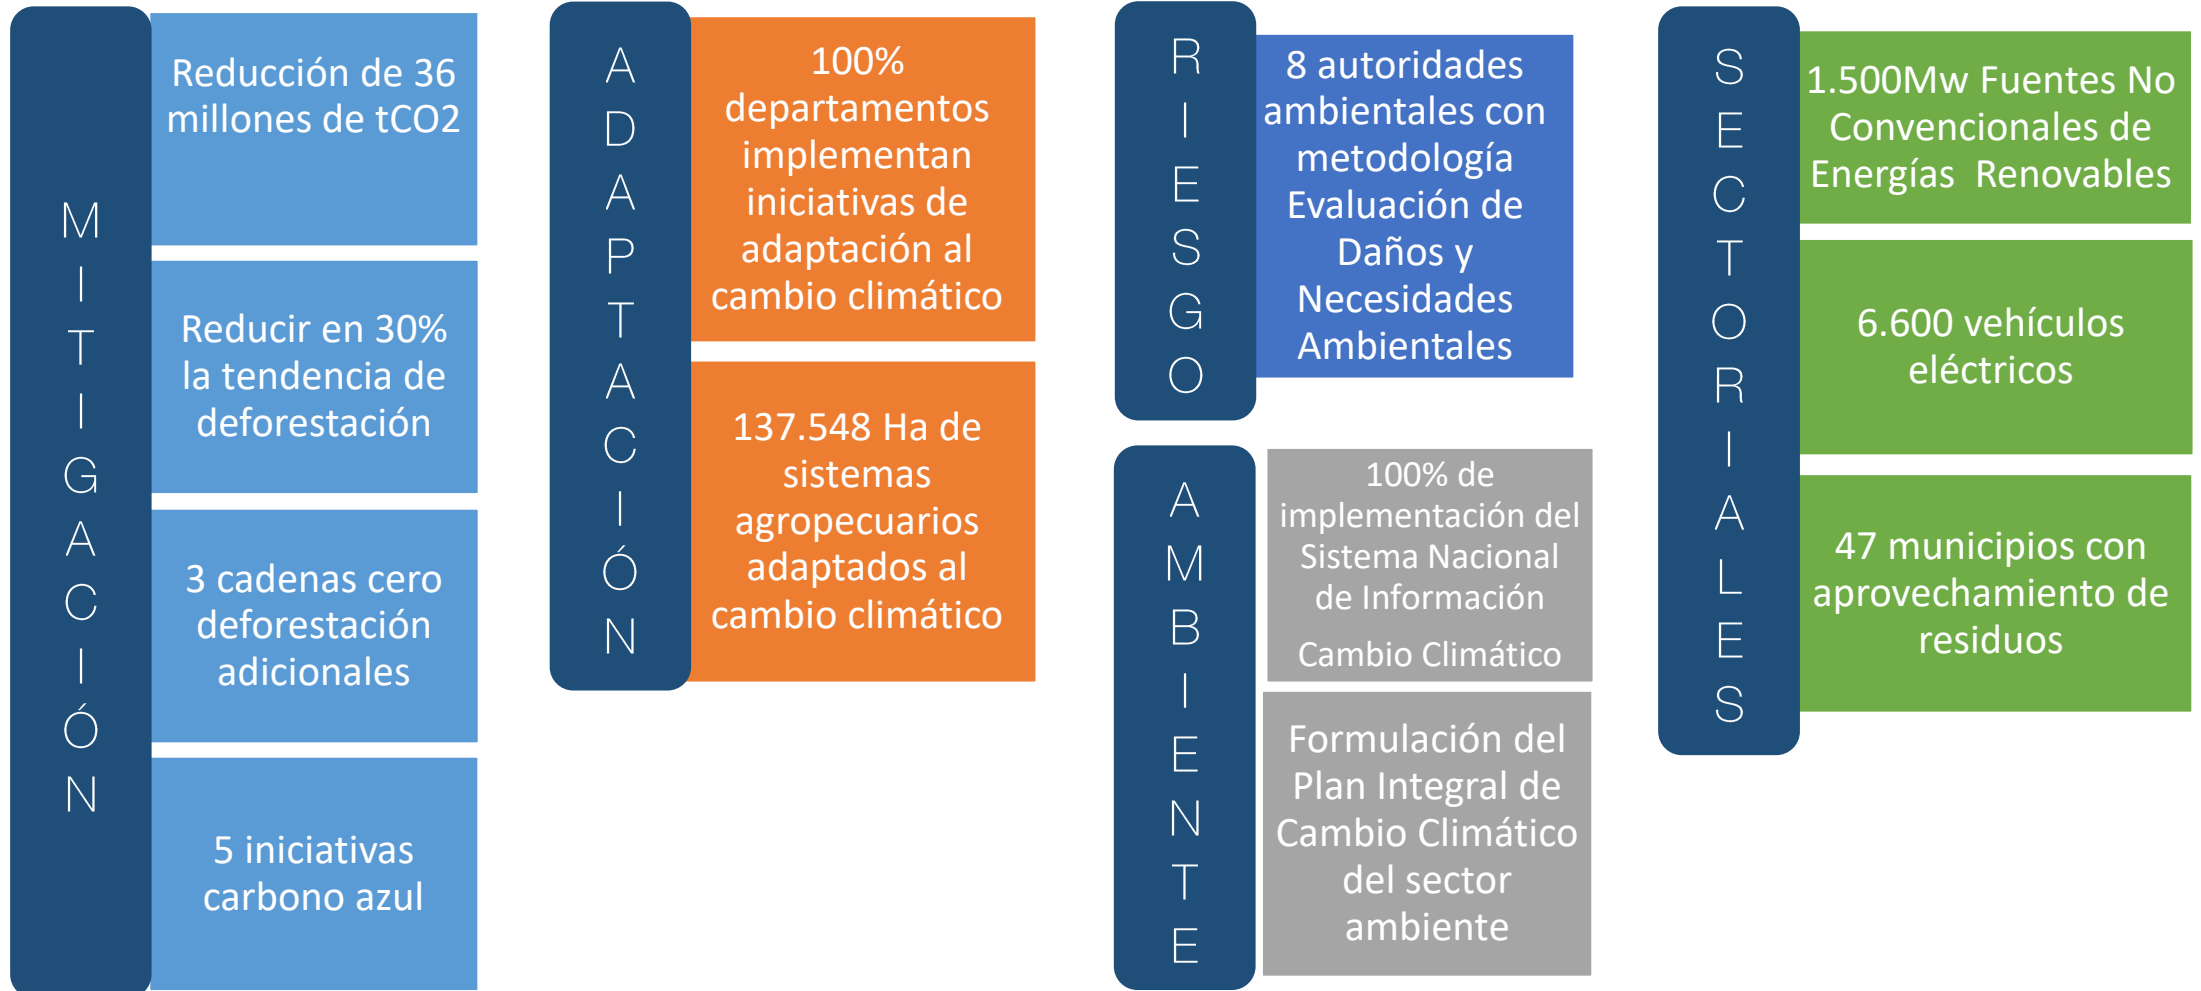 MITIGACIÓN
Reducción de 36
millones de tCO2
Reducir en 30%
la tendencia de
deforestación
3 cadenas cero
deforestación
adicionales
5 iniciativas
carbono azul
ADAPTACIÓN
100%
departamentos
implementan
iniciativas de
adaptación al
cambio climático
137.548 Ha de
sistemas
agropecuarios
adaptados al
cambio climático
RIESGO
8 autoridades
ambientales con
metodología
Evaluación de
Daños y
Necesidades
Ambientales
AMBIENTE
100% de
implementación del
Sistema Nacional
de Información
Cambio Climático
Formulación del
Plan Integral de
Cambio Climático
del sector
ambiente
SECTORIALES
1.500Mw Fuentes No
Convencionales de
Energías  Renovables
6.600 vehículos
eléctricos
47 municipios con
aprovechamiento de
residuos